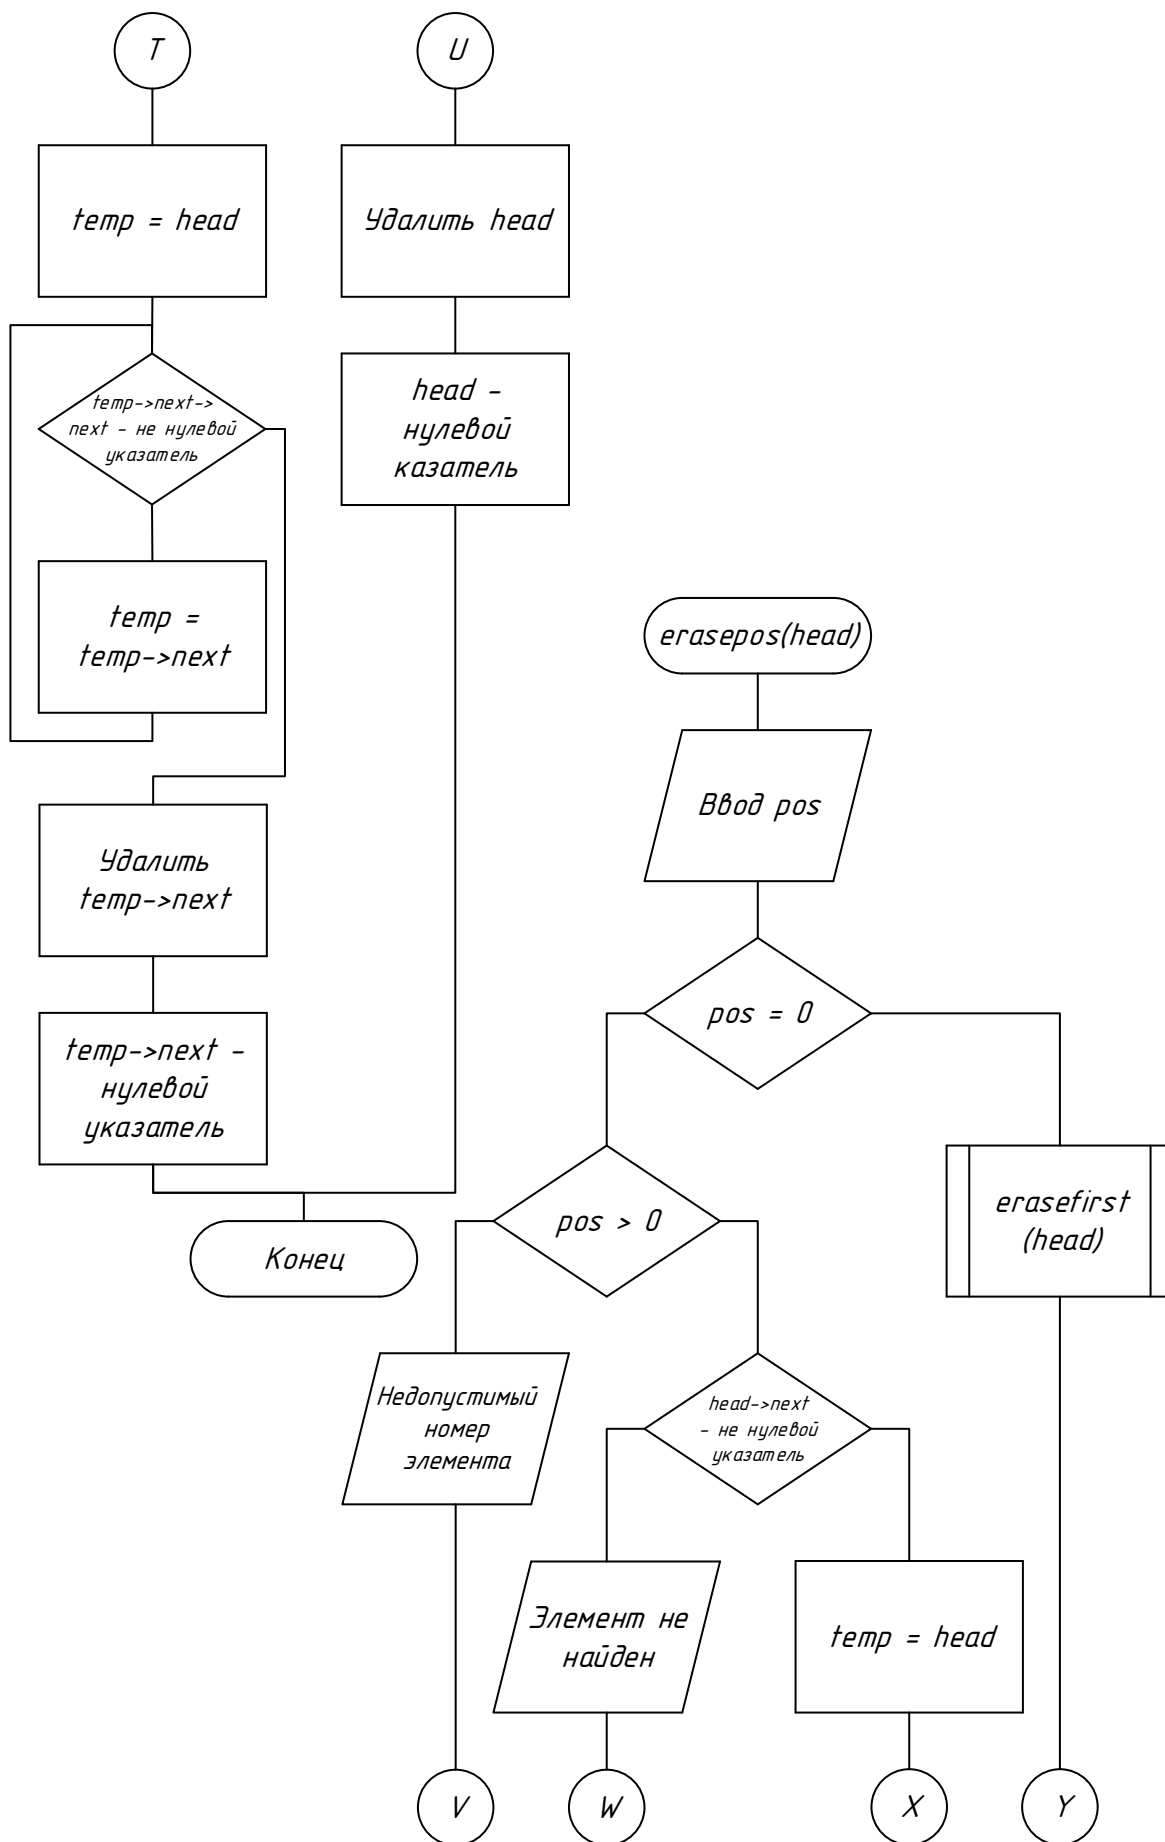 T
temp = head
temp->next->
next - не нулевой
указатель
temp =
temp->next
Удалить
temp->next
temp->next -
нулевой
указатель
U
Удалить head
head -
нулевой
казатель
Конец
erasepos(head)
Ввод pos
pos = 0
pos > 0
erasefirst
(head)
Недопустимый
номер
элемента
head->next
- не нулевой
указатель
Элемент не
найден
temp = head
V
W
X
Y